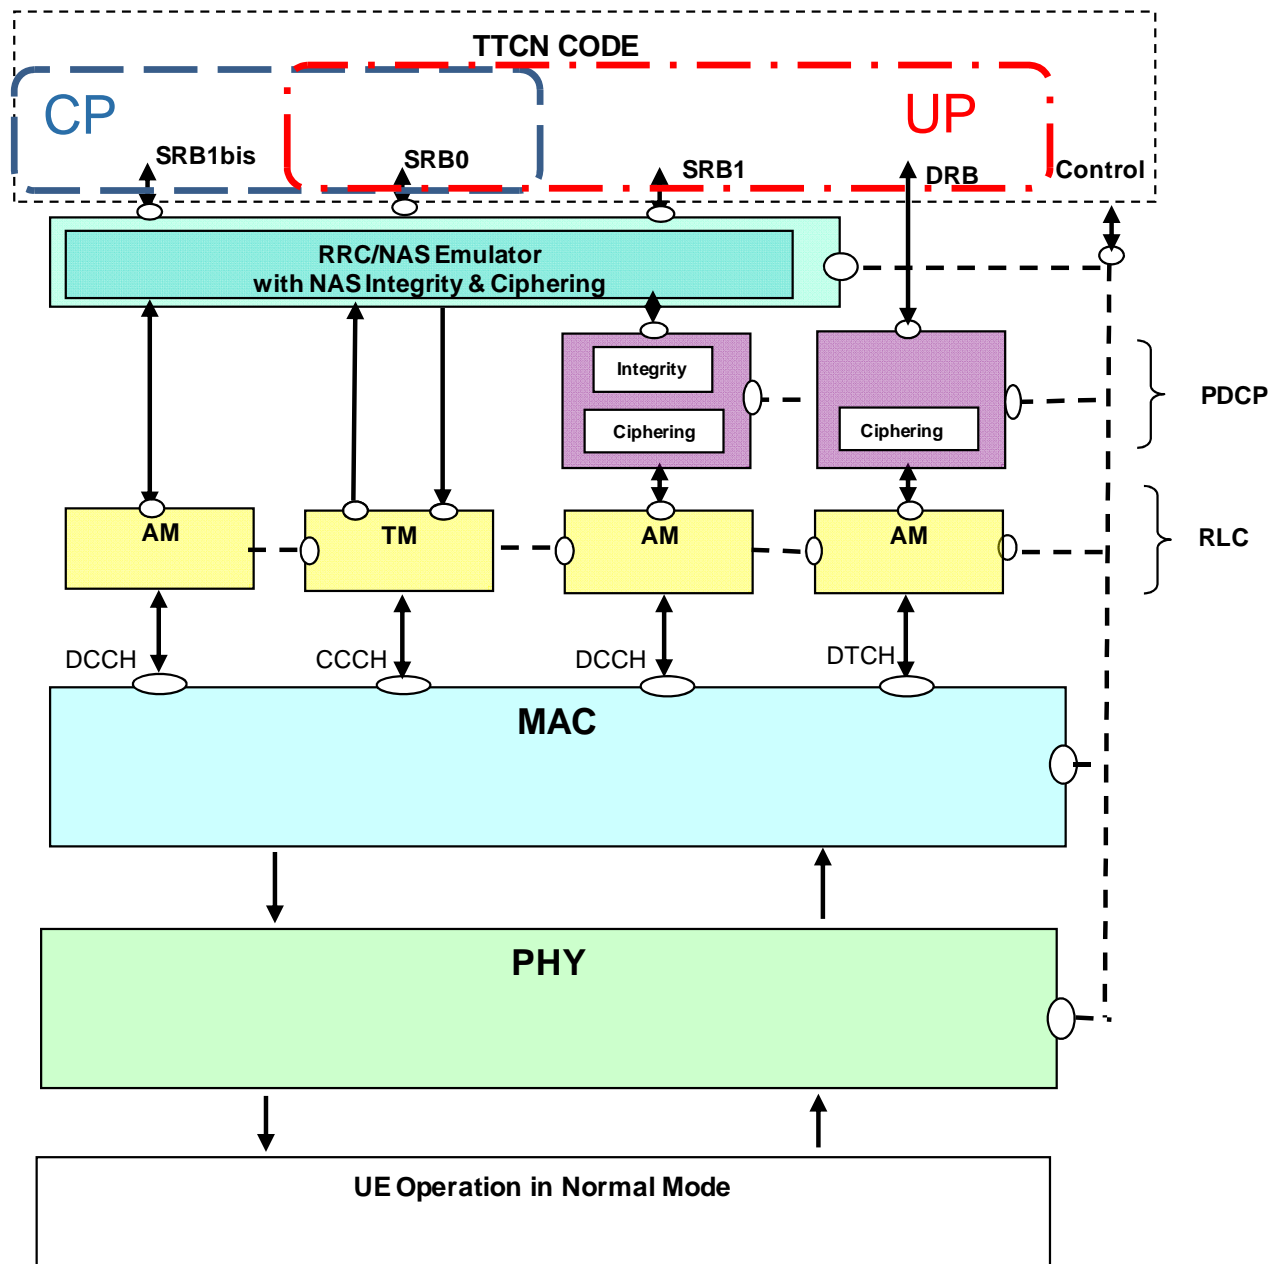 TTCN CODE
CP
UP
SRB1bis
SRB0
SRB1
DRB
Control
RRC/NAS Emulator
with NAS Integrity & Ciphering
Integrity
Ciphering
Ciphering
PDCP
AM
TM
AM
AM
RLC
DCCH
CCCH
DCCH
DTCH
MAC
PHY
UE Operation in Normal Mode